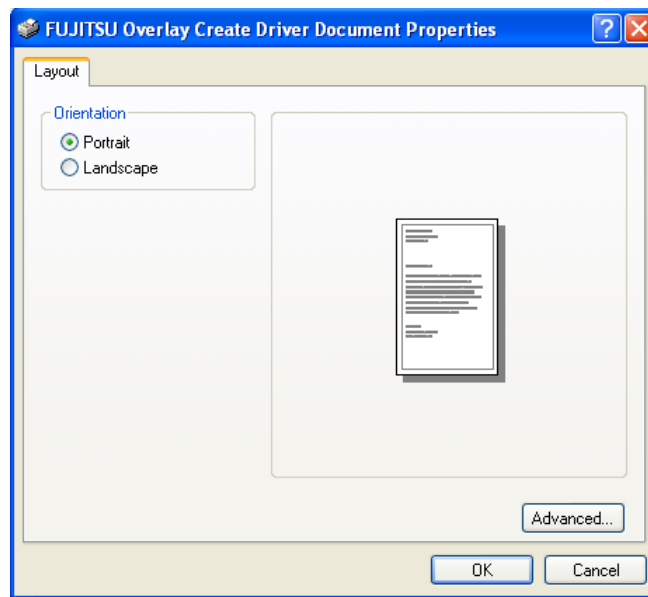 FUJITSU Overlay Create Driver Document Properties
Layout
Orientation
Portrait
Landscape
Advanced...
OK
Cancel